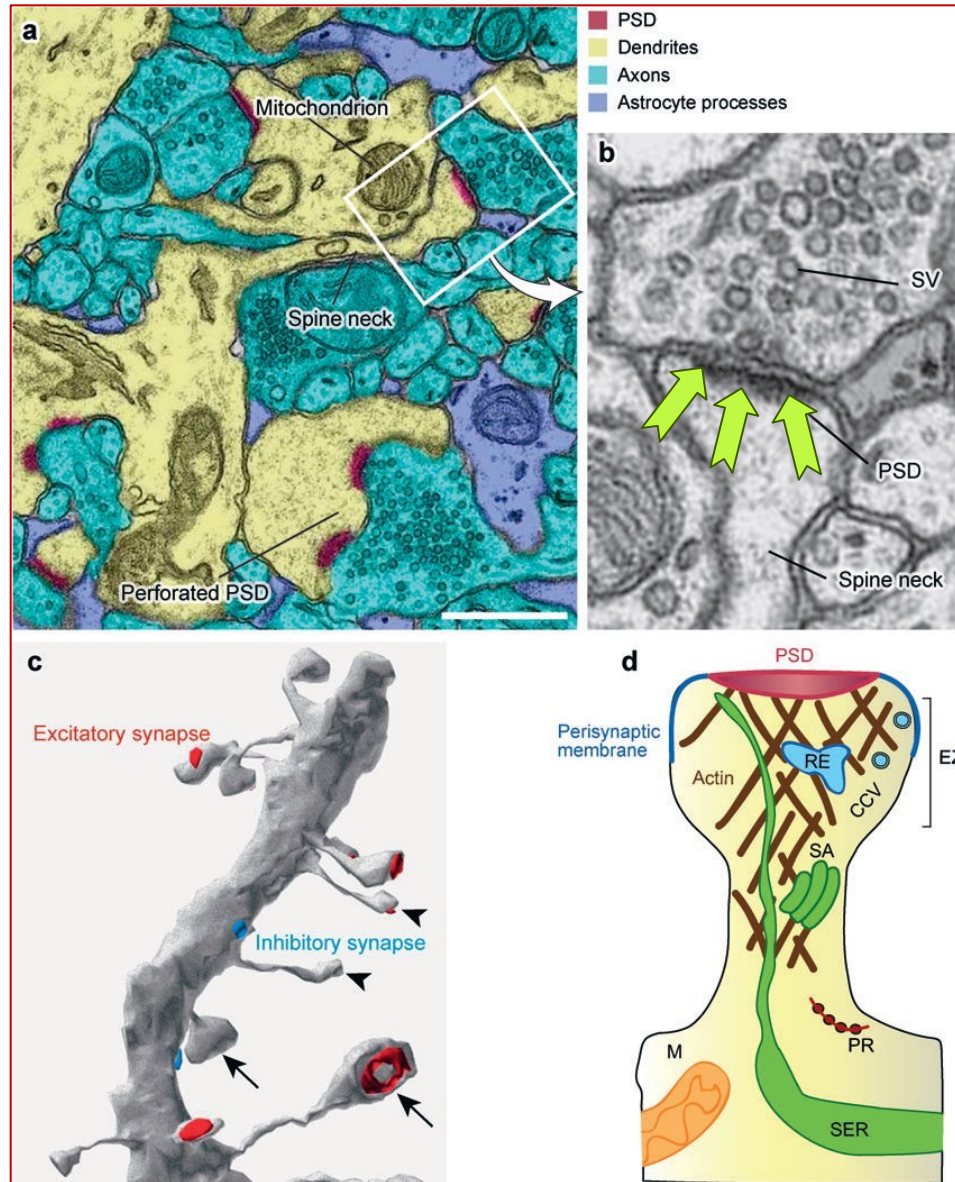 a
PSD
Dendrites
Axons
Astrocyte processes
Mitochondrion
Spine neck
Perforated PSD
b
SV
PSD
Spine neck
c
Excitatory synapse
Inhibitory synapse
d
PSD
Perisynaptic
membrane
Actin
RE
CCV
EZ
SA
PR
M
SER